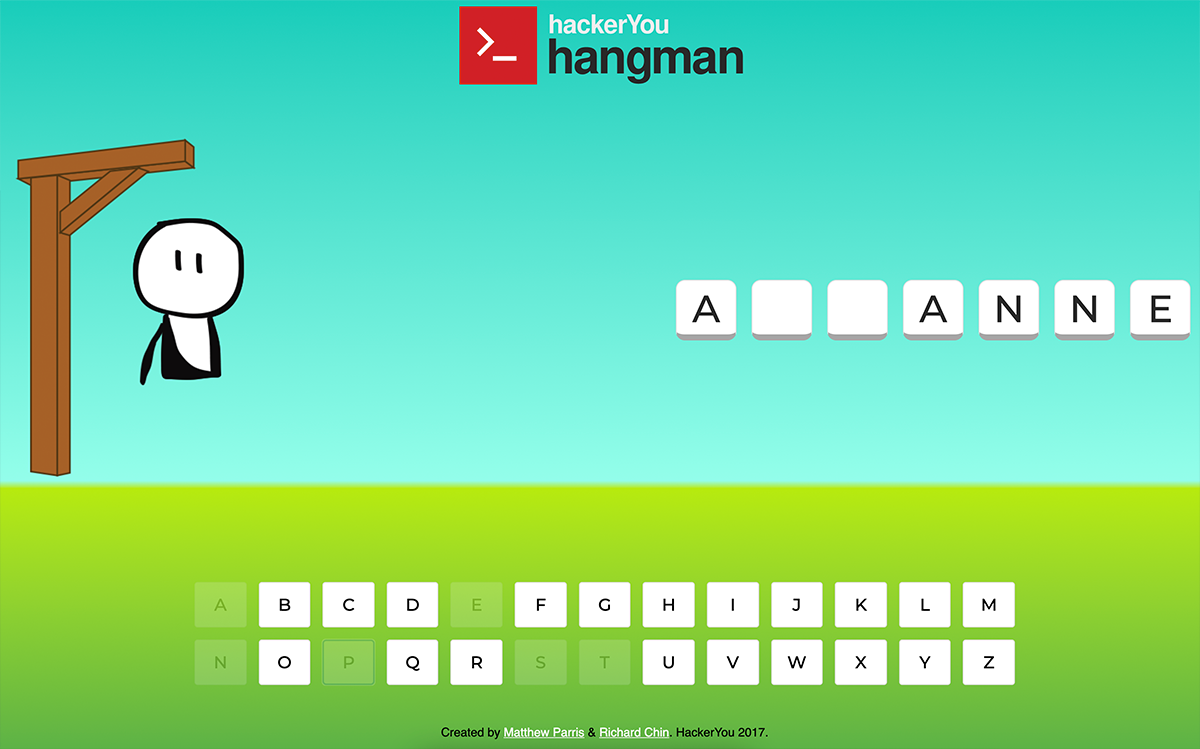 >_ hackerYou
hangman
A A N N E
A B C D E F G H I J K L M
N O P Q R S T U V W X Y Z
Created by Matthew Parris & Richard Chin. HackerYou 2017.